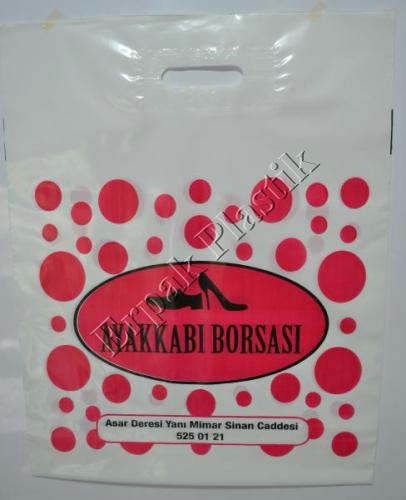 AYAKKABI BORSASI
Asar Deresi Yanı Mimar Sinan Caddesi
525 01 21
Erpak Plastik